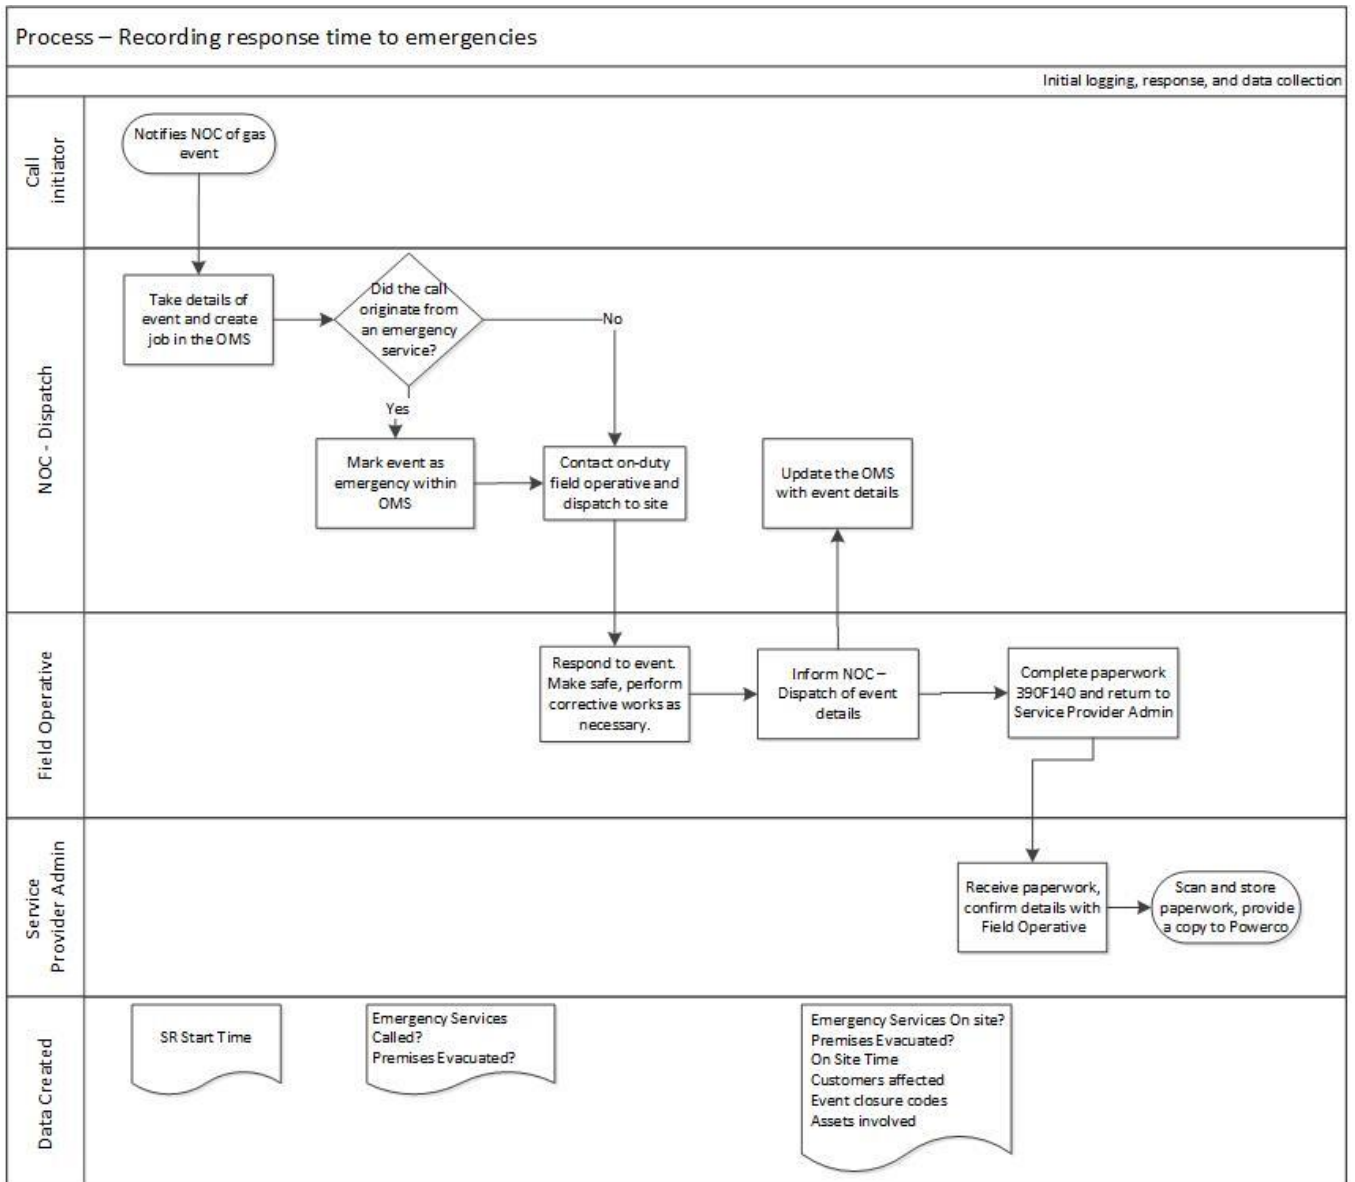 Process – Recording response time to emergencies
Initial logging, response, and data collection
Call
initiator
Notifies NOC of gas
event
NOC - Dispatch
Take details of
event and create
job in the OMS
Did the call
originate from
an emergency
service?
No
Yes
Mark event as
emergency within
OMS
Contact on-duty
field operative and
dispatch to site
Update the OMS
with event details
Field Operative
Respond to event.
Make safe, perform
corrective works as
necessary.
Inform NOC –
Dispatch of event
details
Complete paperwork
390F140 and return to
Service Provider Admin
Service
Provider Admin
Receive paperwork,
confirm details with
Field Operative
Scan and store
paperwork, provide
a copy to Powerco
Data Created
SR Start Time
Emergency Services
Called?
Premises Evacuated?
Emergency Services On site?
Premises Evacuated?
On Site Time
Customers affected
Event closure codes
Assets involved